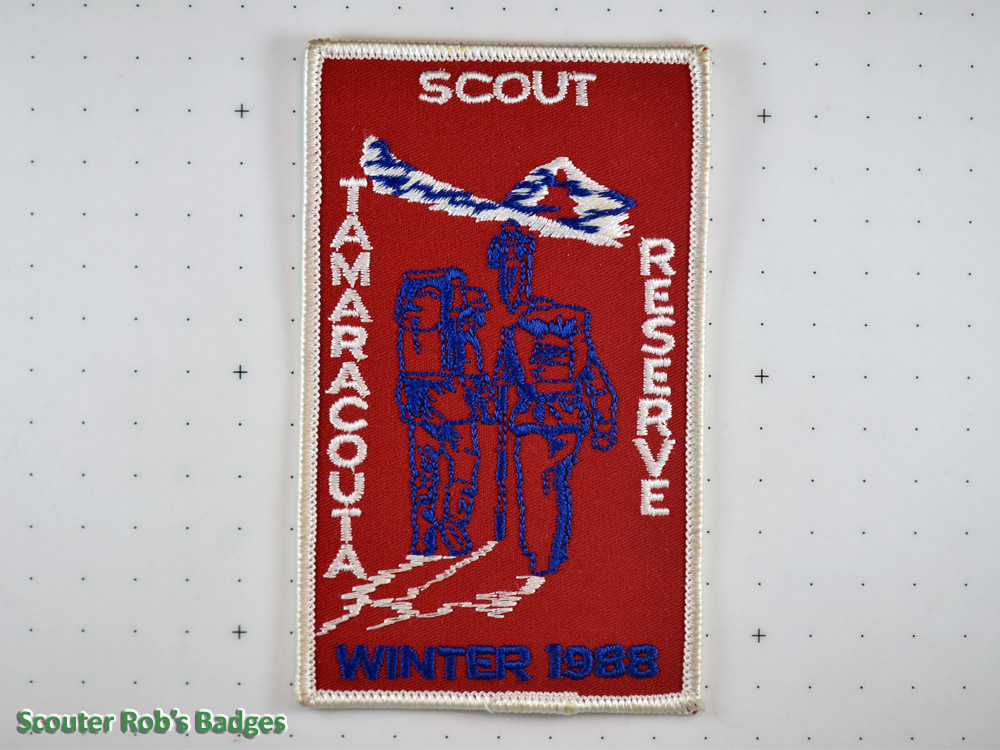 SCOUT
TAMARACOUTA
RESERVE
WINTER 1988
Scouter Rob's Badges